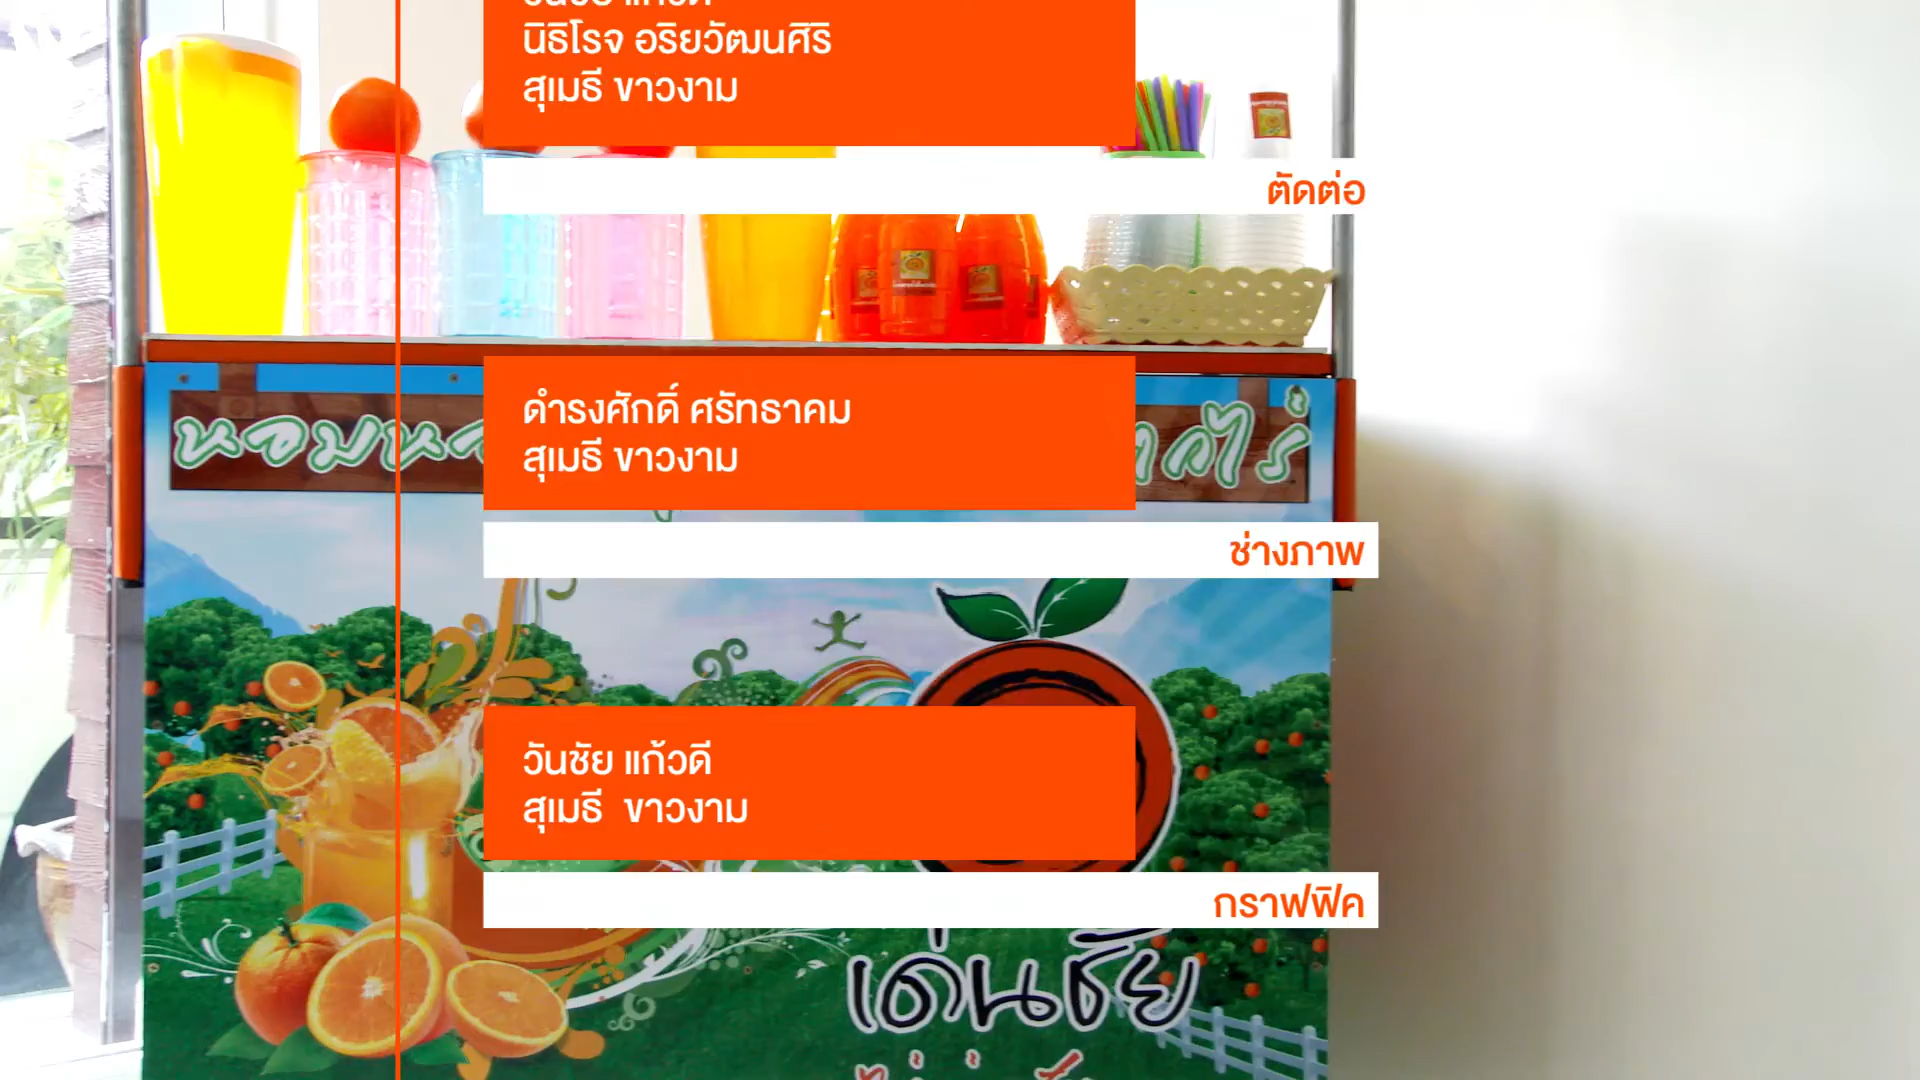 นิธิโรจ อริยวัฒนศิริ
สุเมธี ขาวงาม
ตัดต่อ
ดำรงศักดิ์ ศรัทธาคม
สุเมธี ขาวงาม
ช่างภาพ
วันชัย แก้วดี
สุเมธี  ขาวงาม
กราฟฟิค
เด่นชัย